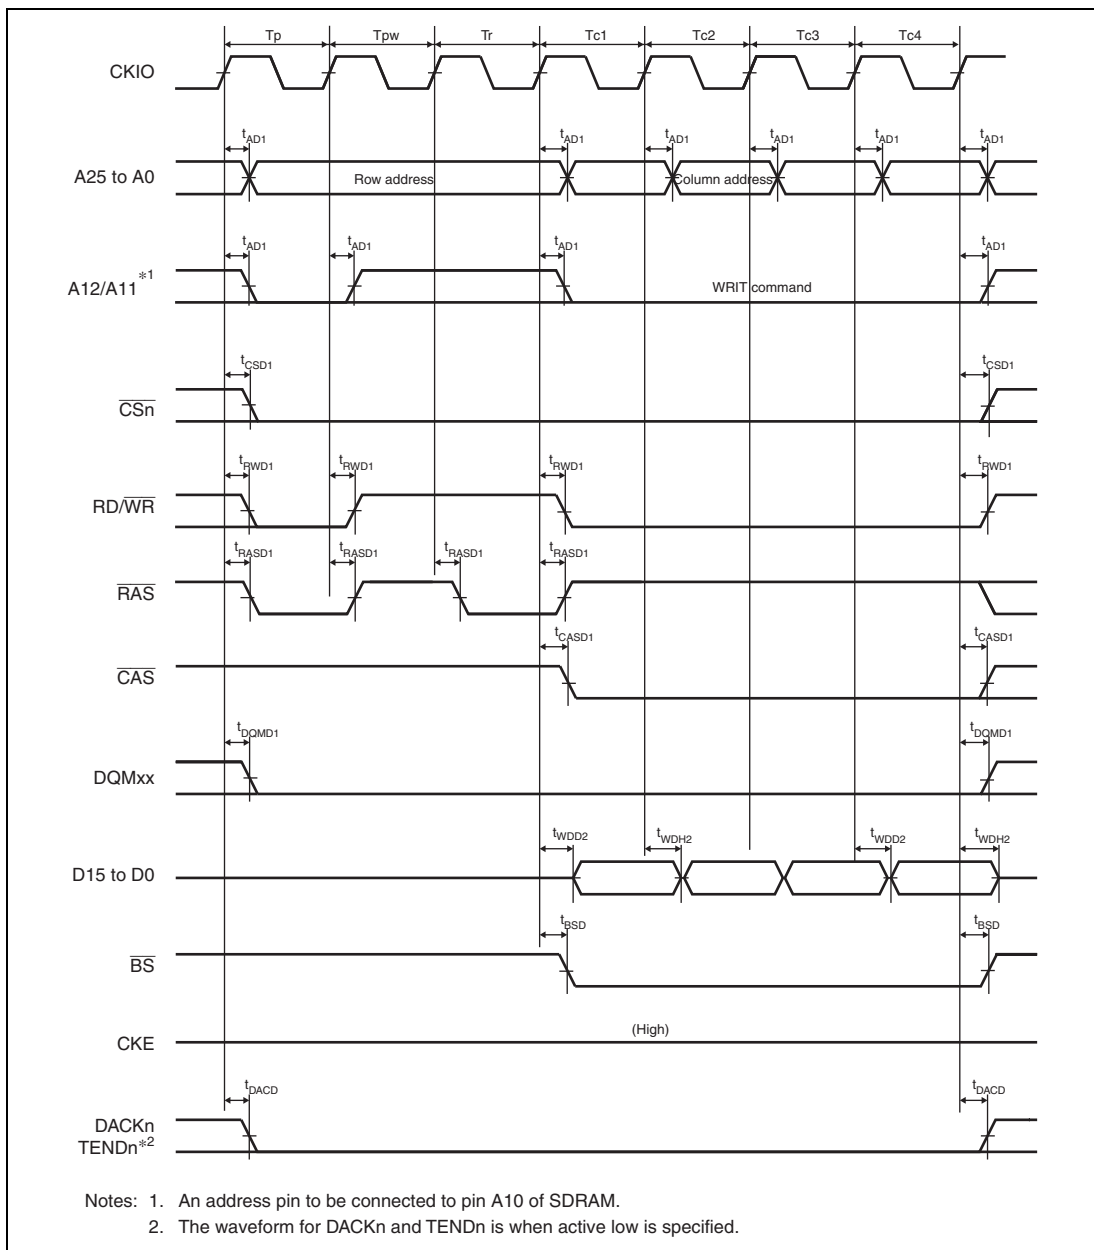 Tp Tpw Tr Tc1 Tc2 Tc3 Tc4
CKIO
tAD1 tAD1 tAD1 tAD1 tAD1 tAD1
A25 to A0 Row address Column address
tAD1 tAD1 tAD1 tAD1
A12/A11*1 WRIT command
tCSD1 tCSD1
CSn
tRWD1 tRWD1 tRWD1 tRWD1
RD/WR
tRASD1 tRASD1 tRASD1 tRASD1
RAS
tCASD1 tCASD1
CAS
tDQMD1 tDQMD1
DQMxx
tWDD2 tWDH2 tWDD2 tWDH2
D15 to D0
tBSD tBSD
BS
(High)
CKE
tDACD tDACD
DACKn
TENDn*2
Notes: 1. An address pin to be connected to pin A10 of SDRAM.
2. The waveform for DACKn and TENDn is when active low is specified.